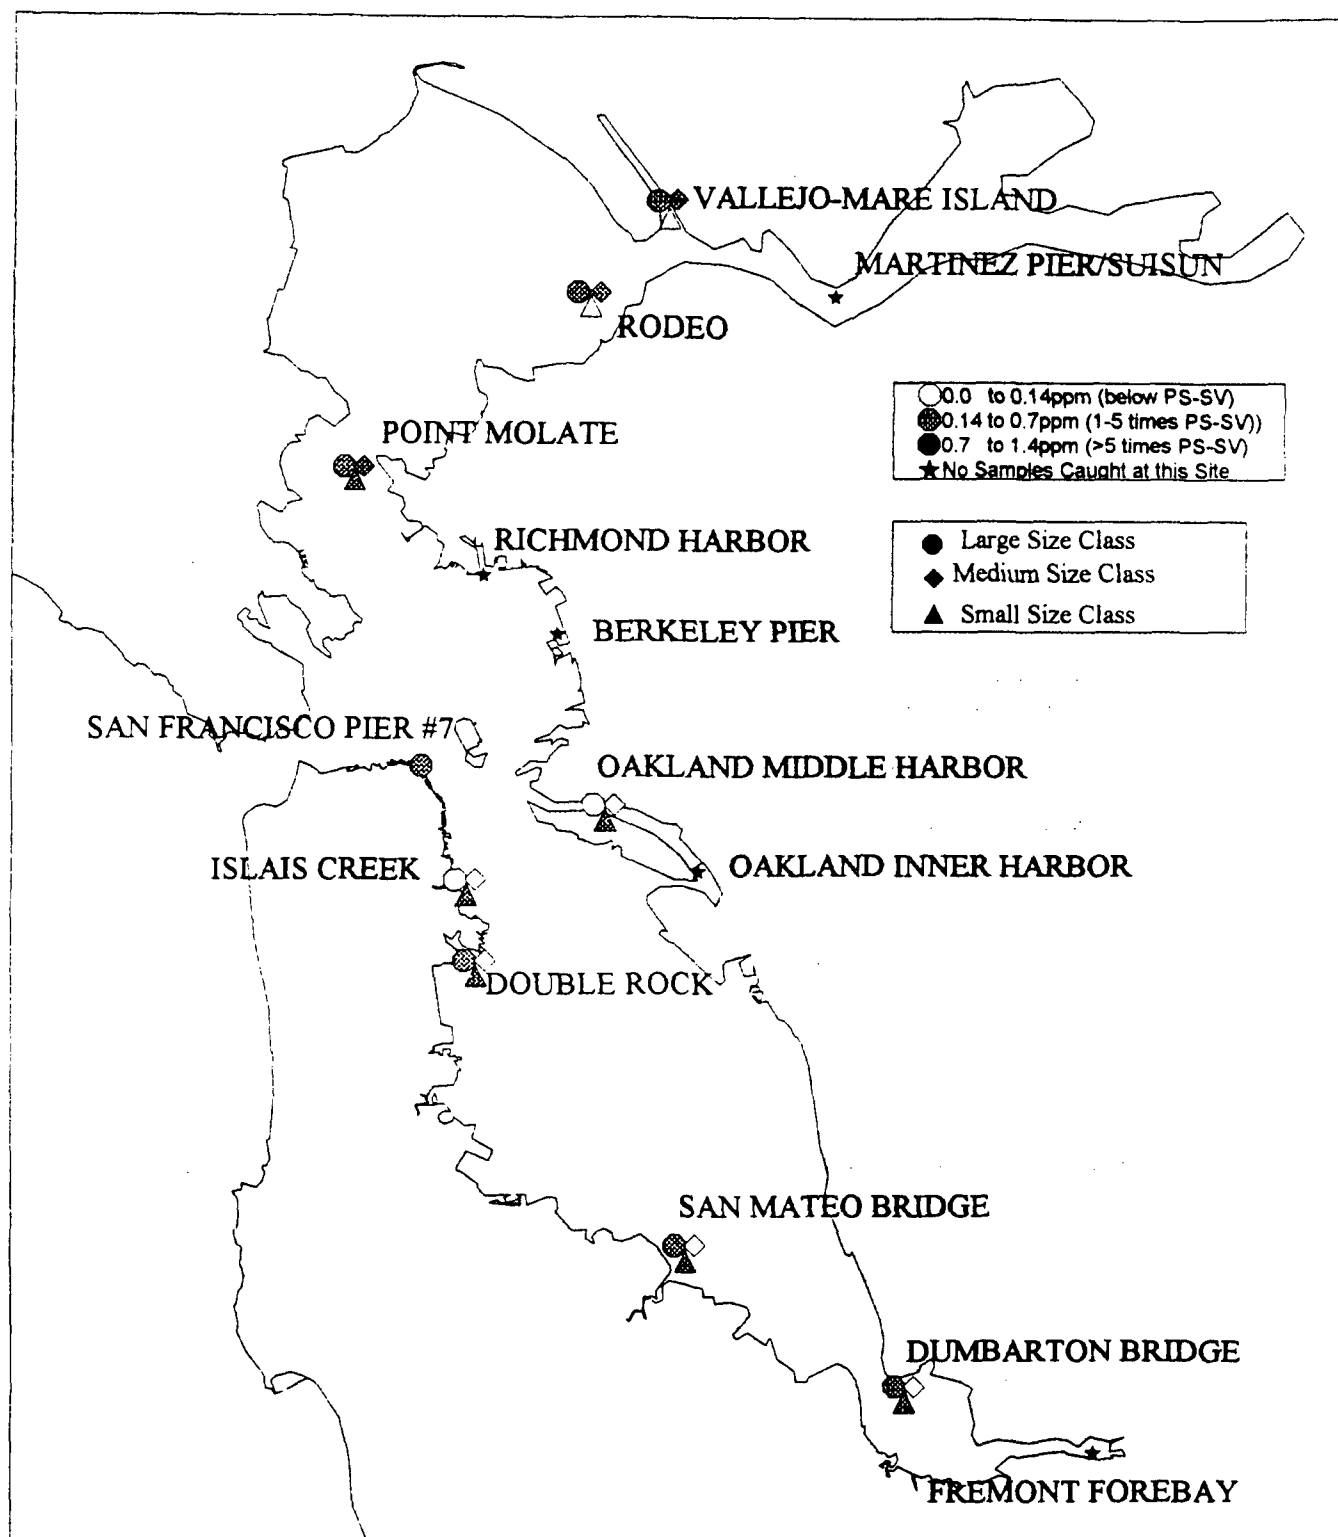 VALLEJO-MARE ISLAND
MARTINEZ PIER/SUISUN
RODEO
0.0 to 0.14ppm (below PS-SV)
0.14 to 0.7ppm (1-5 times PS-SV))
0.7 to 1.4ppm (>5 times PS-SV)
No Samples Caught at this Site
POINT MOLATE
RICHMOND HARBOR
Large Size Class
Medium Size Class
Small Size Class
BERKELEY PIER
SAN FRANCISCO PIER #7
OAKLAND MIDDLE HARBOR
ISLAIS CREEK
OAKLAND INNER HARBOR
DOUBLE ROCK
SAN MATEO BRIDGE
DUMBARTON BRIDGE
FREMONT FOREBAY